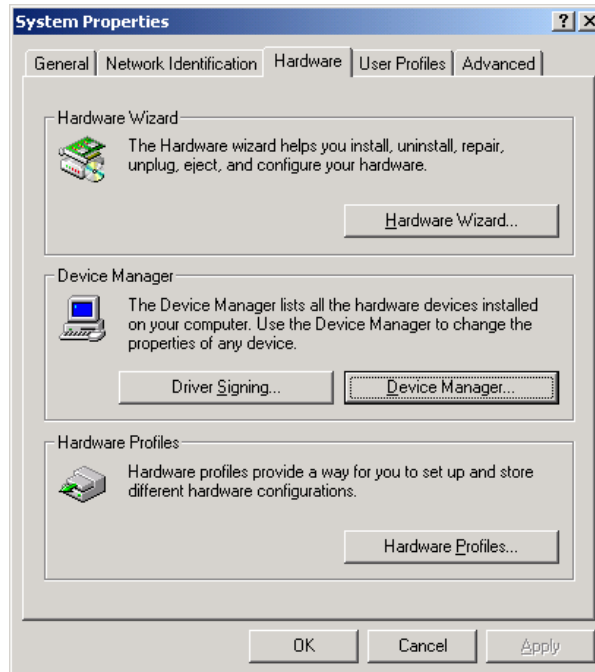 System Properties
? X
General Network Identification Hardware User Profiles Advanced
Hardware Wizard
The Hardware wizard helps you install, uninstall, repair,
unplug, eject, and configure your hardware.
Hardware Wizard...
Device Manager
The Device Manager lists all the hardware devices installed
on your computer. Use the Device Manager to change the
properties of any device.
Driver Signing... Device Manager...
Hardware Profiles
Hardware profiles provide a way for you to set up and store
different hardware configurations.
Hardware Profiles...
OK Cancel Apply